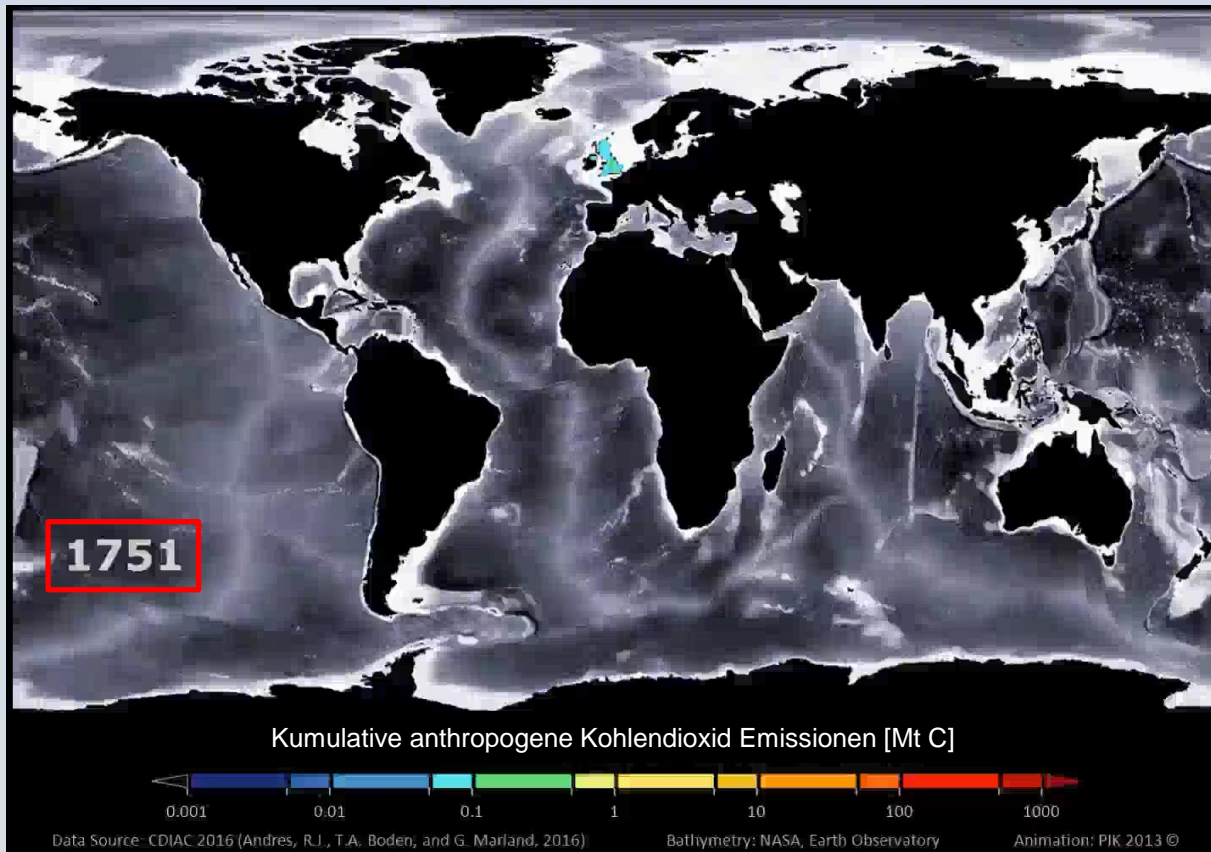 1751
Kumulative anthropogene Kohlendioxid Emissionen [Mt C]
0.001 0.01 0.1 1 10 100 1000
Data Source: CDIAC 2016 (Andres, R.J., T.A. Boden, and G. Marland, 2016) Bathymetry: NASA, Earth Observatory Animation: PIK 2013 ©